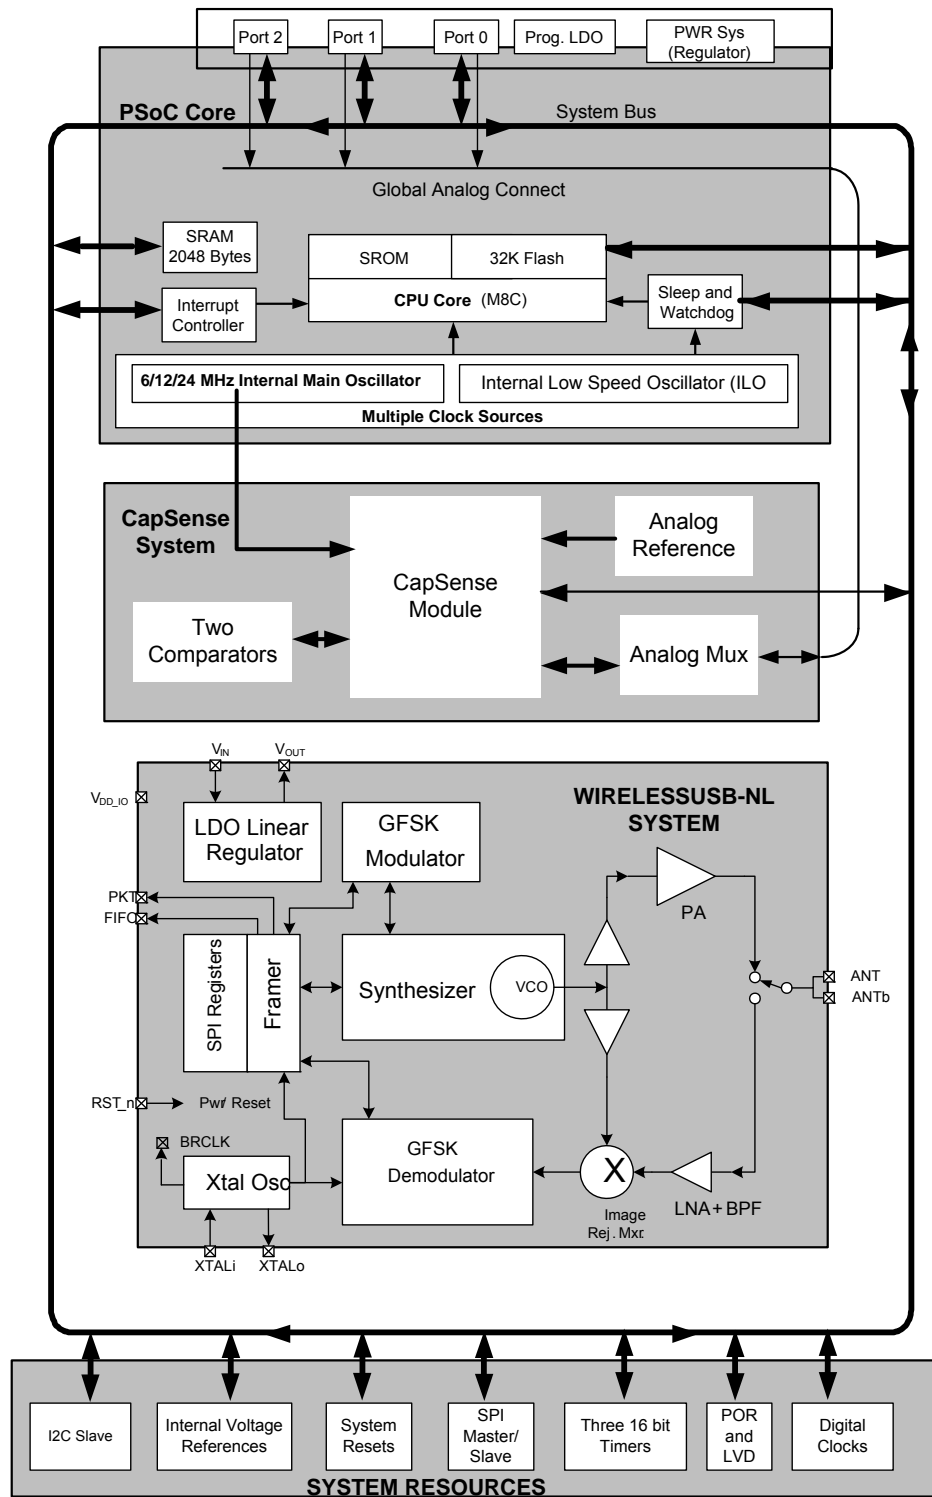 Port 2 Port 1 Port 0 Prog. LDO PWR Sys
(Regulator)
PSoC Core
System Bus
Global Analog Connect
SRAM
2048 Bytes
SROM
32K Flash
CPU Core (M8C)
Interrupt
Controller
Sleep and
Watchdog
6/12/24 MHz Internal Main Oscillator
Internal Low Speed Oscillator (ILO
Multiple Clock Sources
CapSense
System
CapSense
Module
Analog
Reference
Two
Comparators
Analog Mux
VIN
VOUT
VDD_IO
WIRELESSUSB-NL
SYSTEM
LDO Linear
Regulator
GFSK
Modulator
PA
PKT
FIFO
SPI Registers
Framer
Synthesizer
VCO
ANT
ANTb
RST_n
Pwr/ Reset
BRCLK
Xtal Osc
GFSK
Demodulator
X
Image
Rej. Mxr.
LNA + BPF
XTALi
XTALo
I2C Slave
Internal Voltage
References
System
Resets
SPI
Master/
Slave
Three 16 bit
Timers
POR
and
LVD
Digital
Clocks
SYSTEM RESOURCES